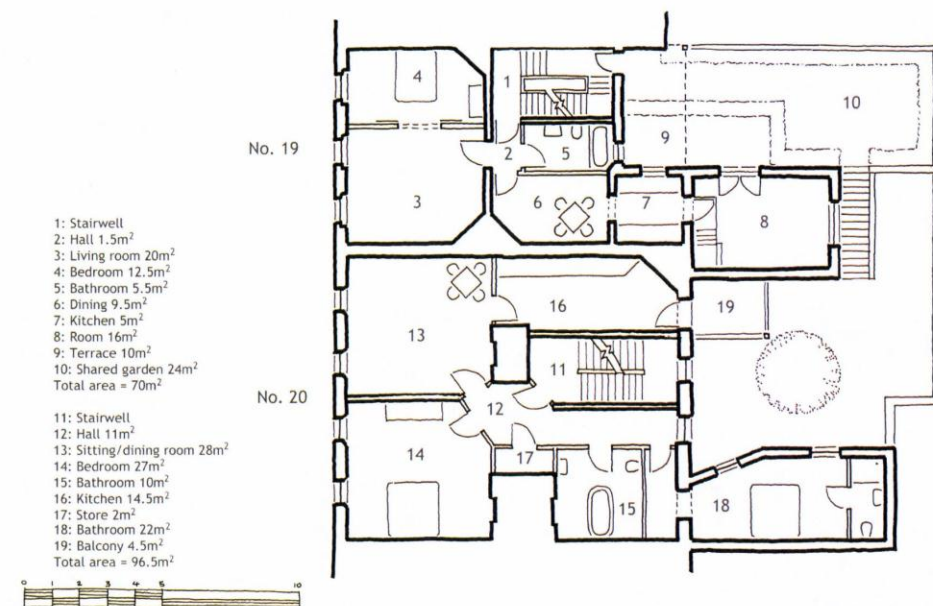 No. 19
1: Stairwell
2: Hall 1.5m²
3: Living room 20m²
4: Bedroom 12.5m²
5: Bathroom 5.5m²
6: Dining 9.5m²
7: Kitchen 5m²
8: Room 16m²
9: Terrace 10m²
10: Shared garden 24m²
Total area = 70m²
No. 20
11: Stairwell
12: Hall 11m²
13: Sitting/dining room 28m²
14: Bedroom 27m²
15: Bathroom 10m²
16: Kitchen 14.5m²
17: Store 2m²
18: Bathroom 22m²
19: Balcony 4.5m²
Total area = 96.5m²
0 1 2 3 4 5 10
4
1
10
2
5
9
3
6
7
8
16
19
13
11
12
14
17
15
18